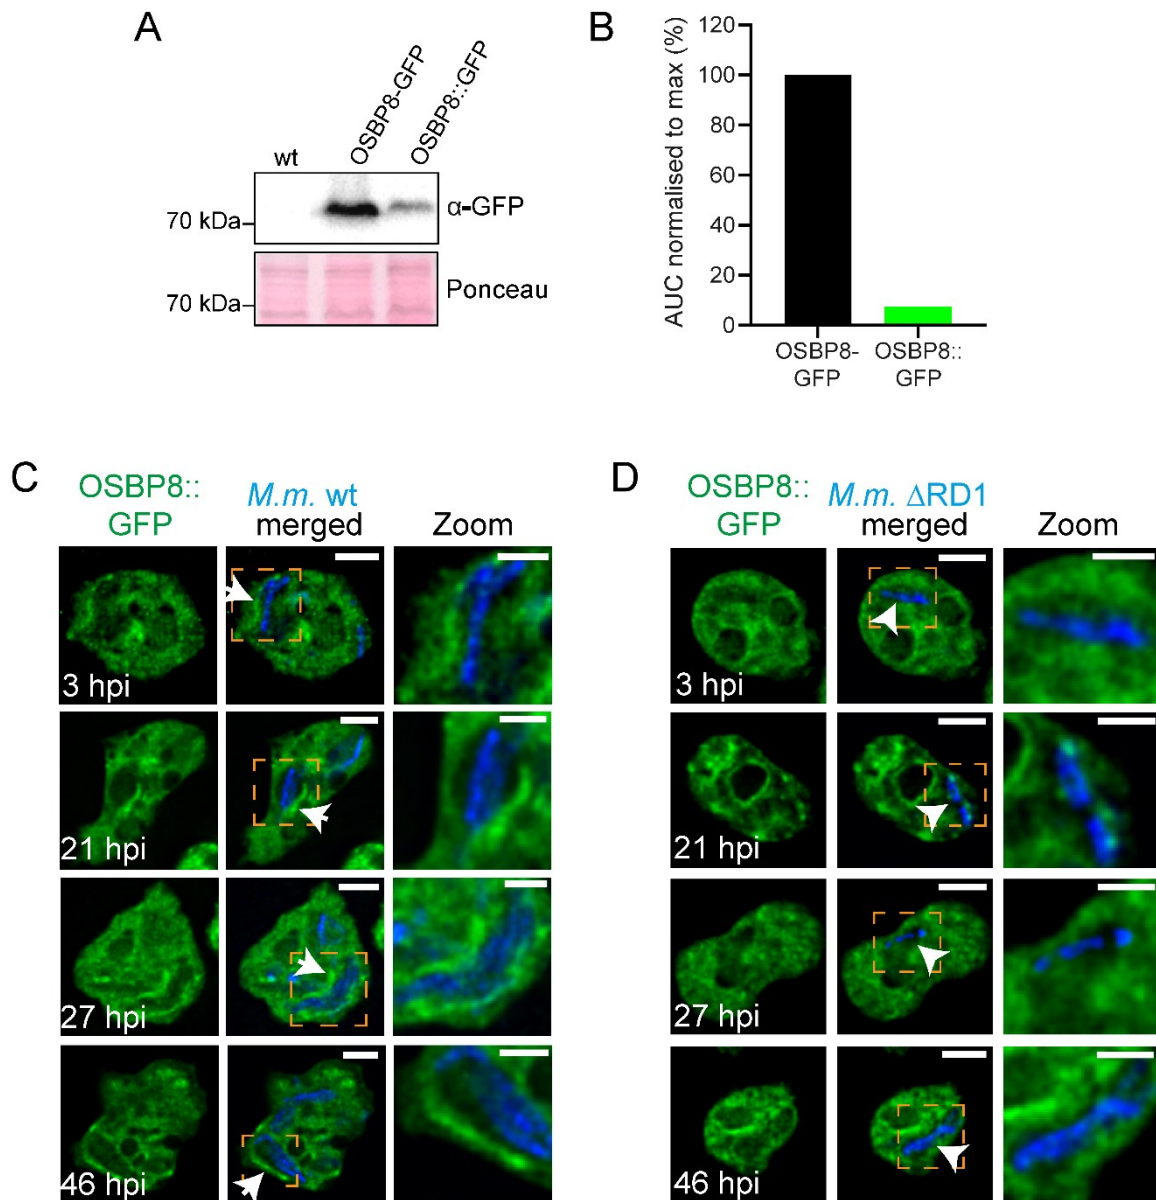 A
wt
OSBP8-GFP
OSBP8::GFP
70 kDa
α-GFP
70 kDa
Ponceau
B
AUC normalised to max (%)
120
100
80
60
40
20
0
OSBP8-
GFP
OSBP8::
GFP
C
OSBP8::
GFP
M.m. wt
merged
Zoom
3 hpi
21 hpi
27 hpi
46 hpi
D
OSBP8::
GFP
M.m. ΔRD1
merged
Zoom
3 hpi
21 hpi
27 hpi
46 hpi